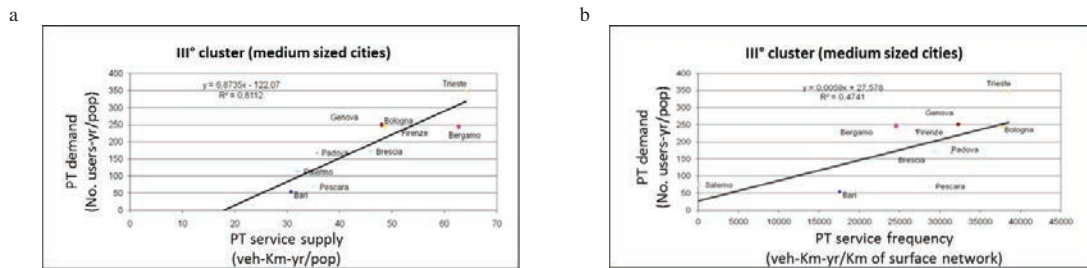 a
III° cluster (medium sized cities)
y = 6,8735x - 122,07
R² = 0,8112
PT demand
(No. users-yr/pop)
400
350
300
250
200
150
100
50
0
Trieste
Genova
Bologna
Firenze
Bergamo
Padova
Brescia
Salerno
Pescara
Bari
0 10 20 30 40 50 60 70
PT service supply
(veh-Km-yr/pop)
b
III° cluster (medium sized cities)
y = 0,0059x + 27,578
R² = 0,4741
PT demand
(No. users-yr/pop)
400
350
300
250
200
150
100
50
0
Trieste
Genova
Bergamo
Firenze
Bologna
Padova
Brescia
Salerno
Pescara
Bari
0 5000 10000 15000 20000 25000 30000 35000 40000 45000
PT service frequency
(veh-Km-yr/Km of surface network)